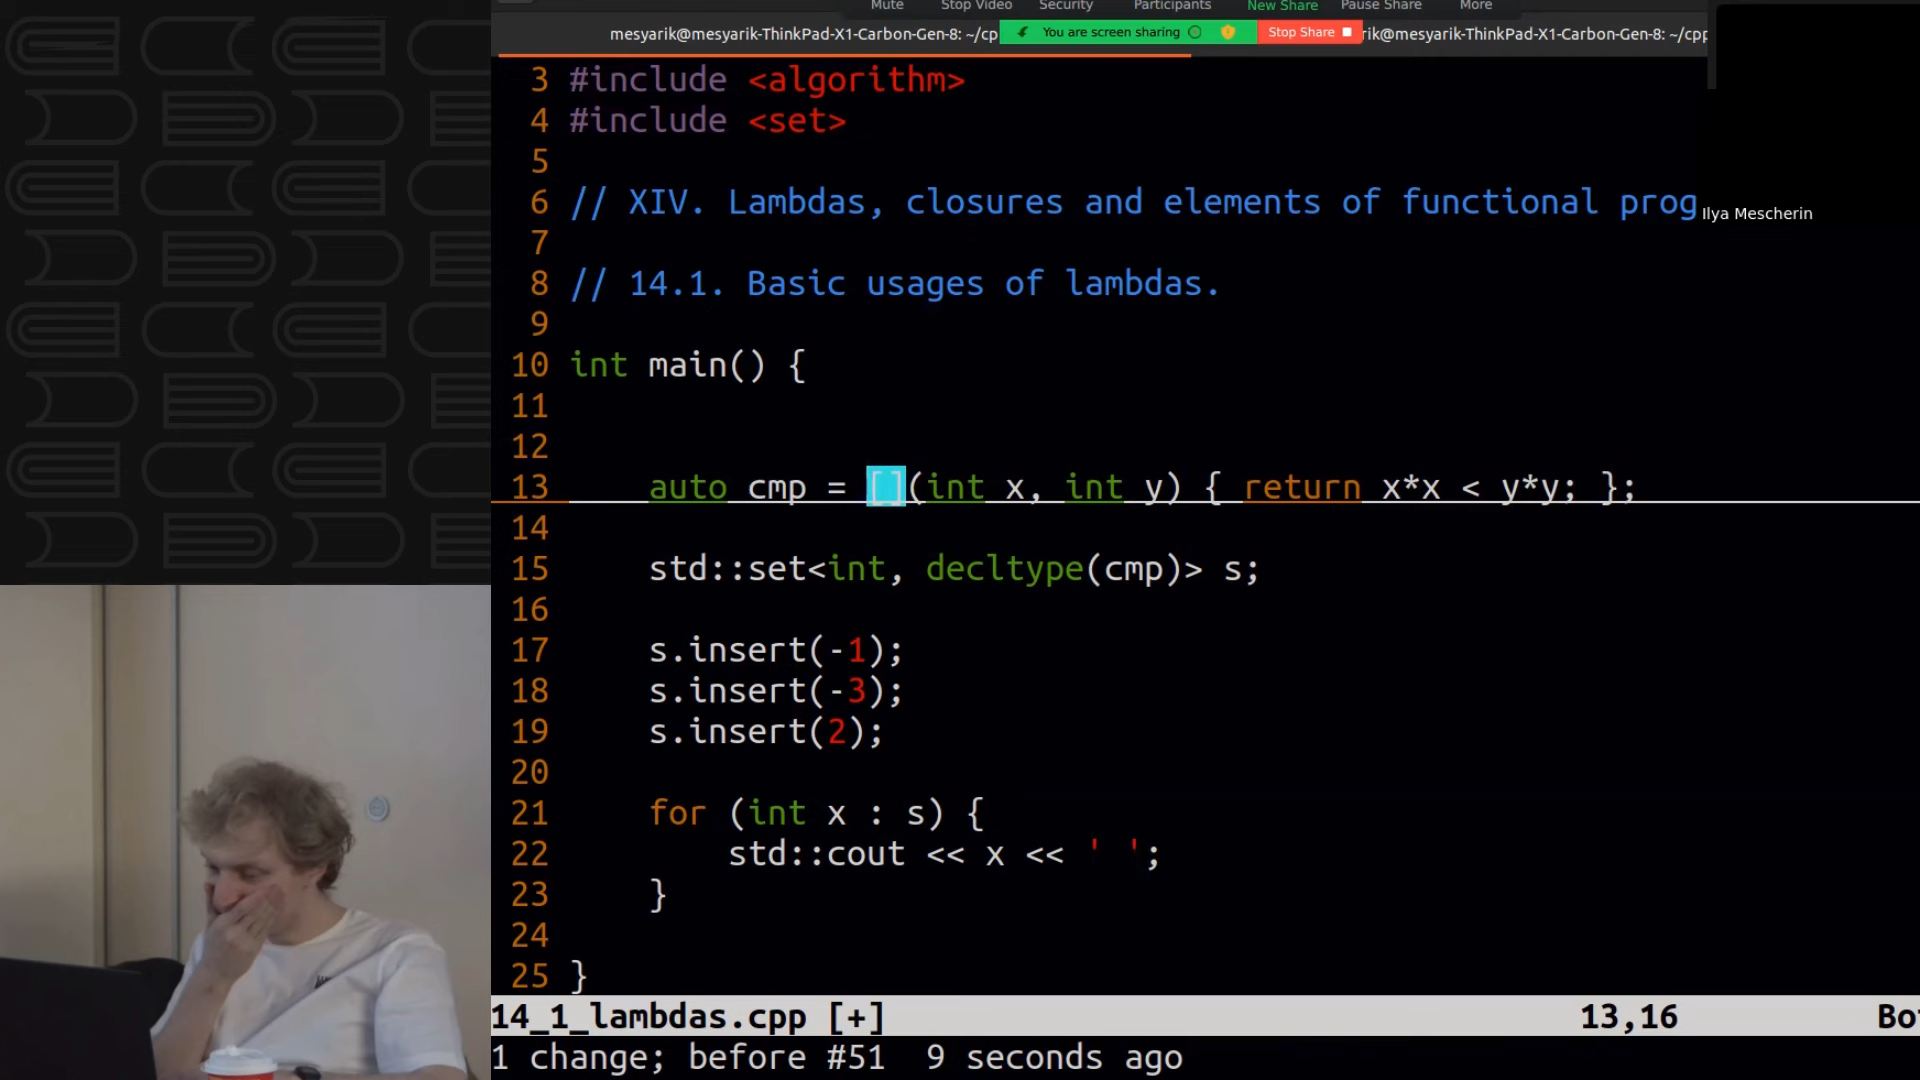 Mute Stop Video Security Participants New Share Pause Share More
mesyarik@mesyarik-ThinkPad-X1-Carbon-Gen-8: ~/cp You are screen sharing Stop Share rik@mesyarik-ThinkPad-X1-Carbon-Gen-8: ~/cpp
3 #include <algorithm>
4 #include <set>
5
6 // XIV. Lambdas, closures and elements of functional prog
Ilya Mescherin
7
8 // 14.1. Basic usages of lambdas.
9
10 int main() {
11
12
13 auto cmp = [](int x, int y) { return x*x < y*y; };
14
15 std::set<int, decltype(cmp)> s;
16
17 s.insert(-1);
18 s.insert(-3);
19 s.insert(2);
20
21 for (int x : s) {
22 std::cout << x << ' ';
23 }
24
25 }
14_1_lambdas.cpp [+] 13,16
1 change; before #51 9 seconds ago